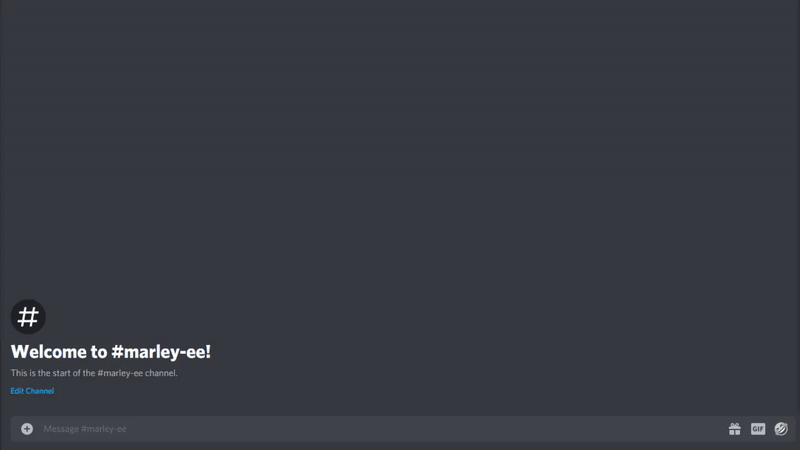 #
Welcome to #marley-ee!
This is the start of the #marley-ee channel.
Edit Channel
Message #marley-ee
GIF